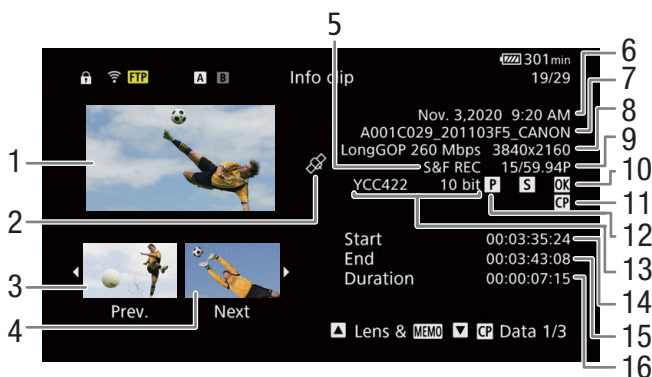 5
301min
6
FTP A B Info clip 19/29
7
Nov. 3,2020 9:20 AM
8
A001C029_201103F5_CANON
LongGOP 260 Mbps 3840x2160
9
1
S&F REC 15/59.94P
10
YCC422 10 bit P S OK
11
CP
2
12
Start 00:03:35:24
13
End 00:03:43:08
3
Duration 00:00:07:15
14
4
Prev. Next
15
Lens & MEMO CP Data 1/3
16